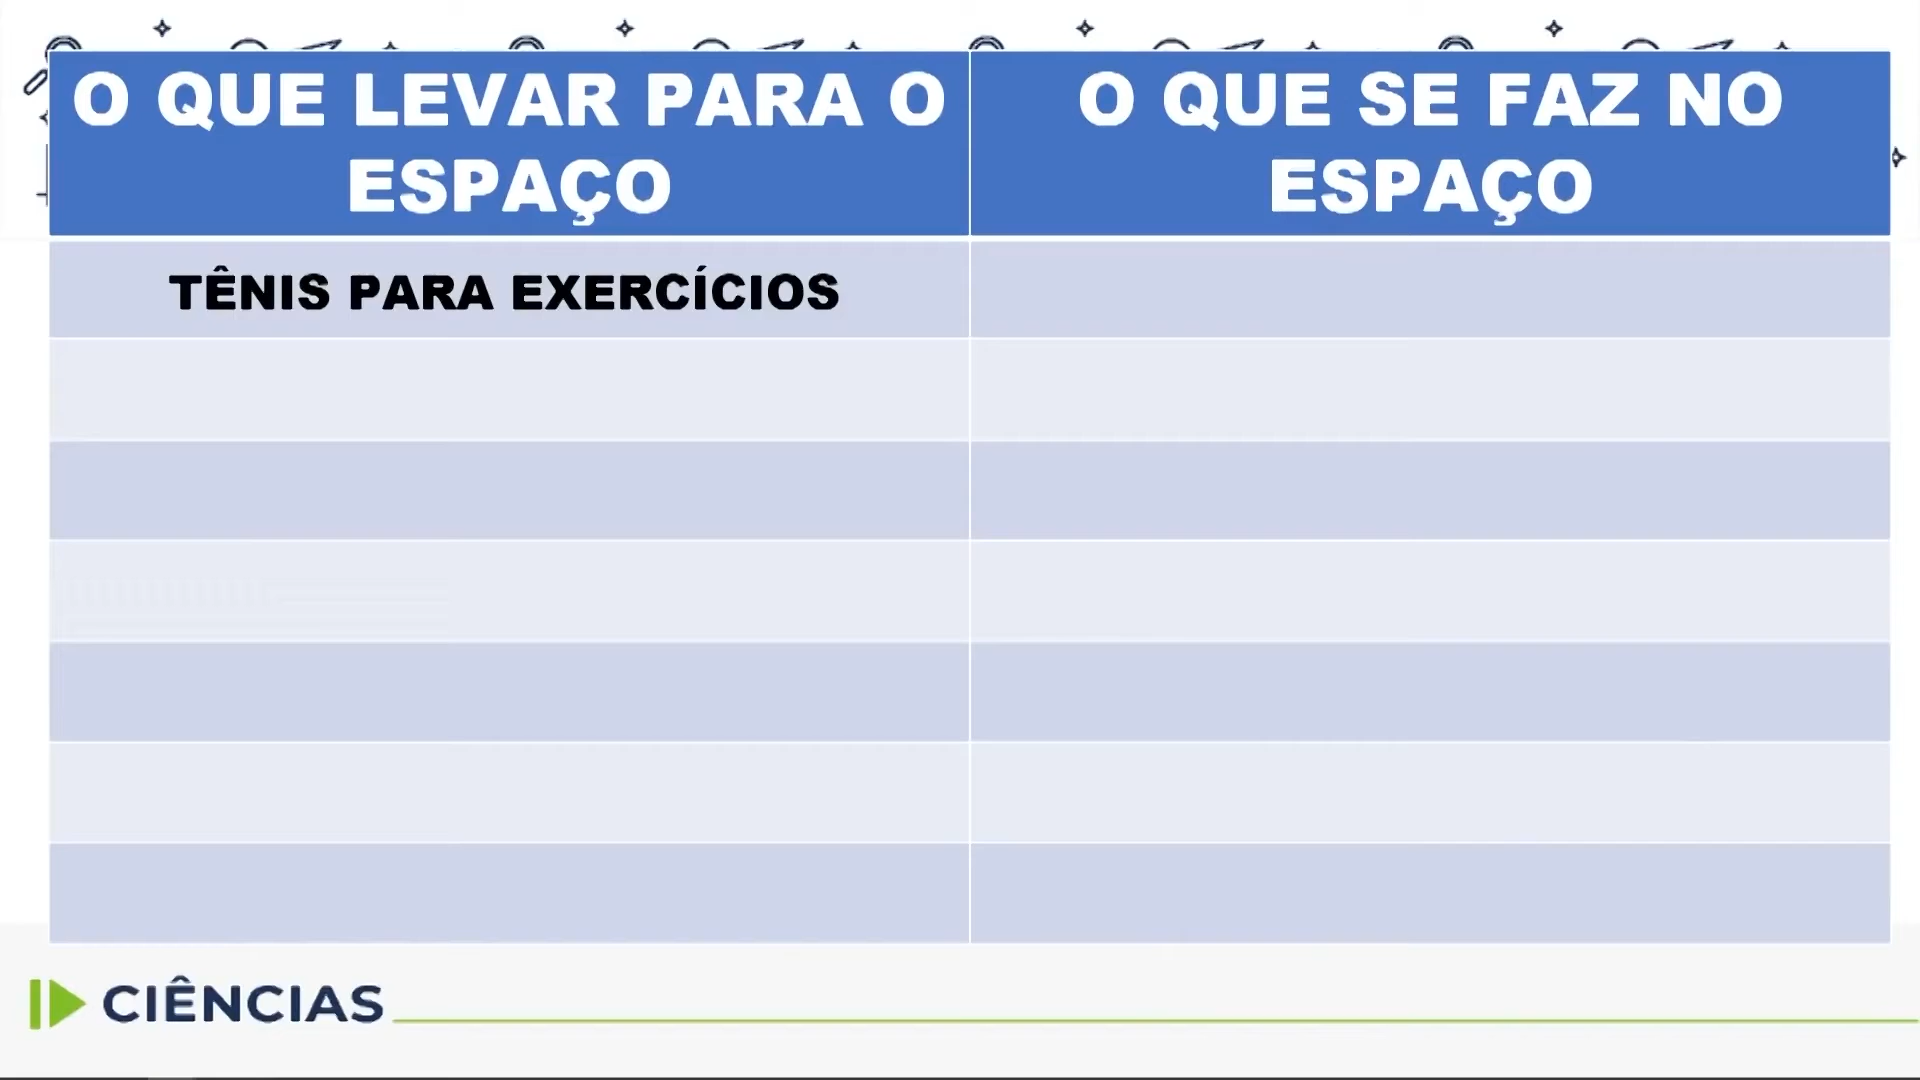 O QUE LEVAR PARA O
ESPAÇO
O QUE SE FAZ NO
ESPAÇO
TÊNIS PARA EXERCÍCIOS
CIÊNCIAS